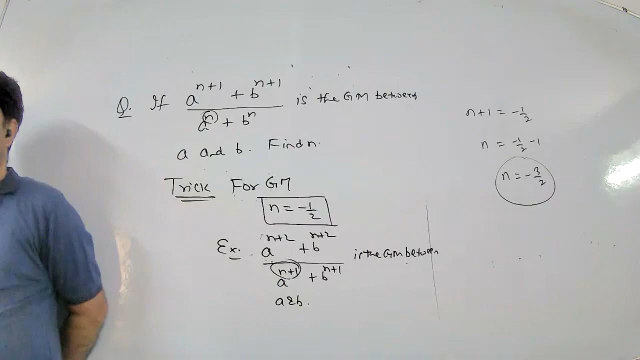 Q. If a^{n+1} + b^{n+1} / a^{n} + b^{n} is the GM between
a and b. Find n.
Trick For GM
n = -1/2
Ex. a^{n+2} + b^{n+2} / a^{n+1} + b^{n+1} is the GM between
a & b.
n+1 = -1/2
n = -1/2 -1
n = -3/2